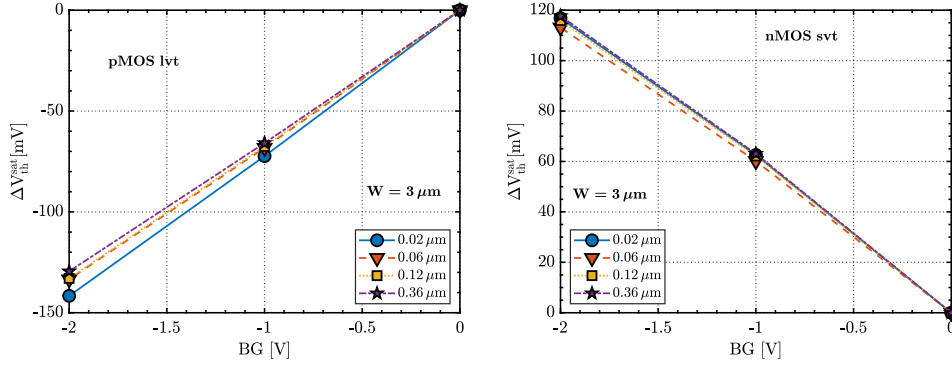 0
-50
-100
-150
ΔV_th^sat [mV]
pMOS lvt
W = 3 μm
0.02 μm
0.06 μm
0.12 μm
0.36 μm
-2 -1.5 -1 -0.5 0
BG [V]
120
100
80
60
40
20
0
ΔV_th^sat [mV]
nMOS svt
W = 3 μm
0.02 μm
0.06 μm
0.12 μm
0.36 μm
-2 -1.5 -1 -0.5 0
BG [V]